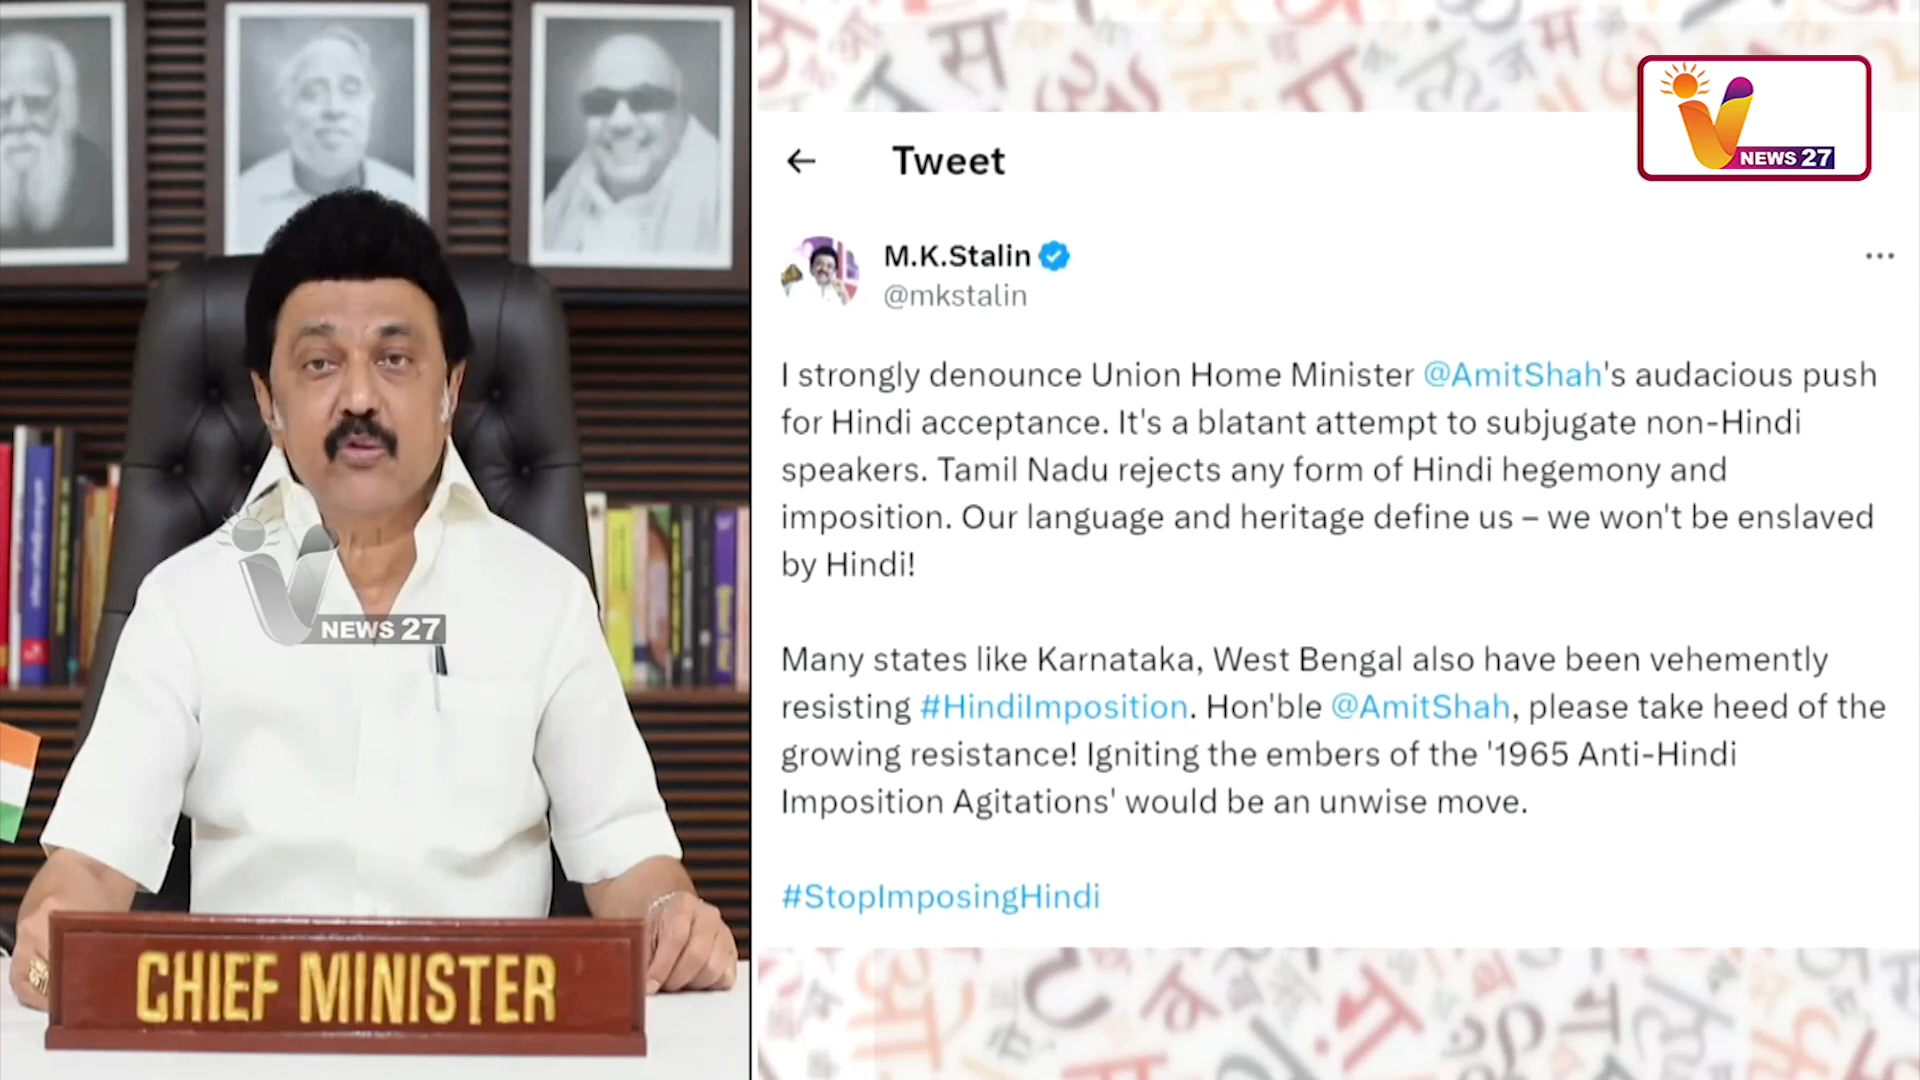 NEWS 27
CHIEF MINISTER
NEWS 27
Tweet
M.K.Stalin
@mkstalin
I strongly denounce Union Home Minister @AmitShah's audacious push
for Hindi acceptance. It's a blatant attempt to subjugate non-Hindi
speakers. Tamil Nadu rejects any form of Hindi hegemony and
imposition. Our language and heritage define us – we won't be enslaved
by Hindi!
Many states like Karnataka, West Bengal also have been vehemently
resisting #HindiImposition. Hon'ble @AmitShah, please take heed of the
growing resistance! Igniting the embers of the '1965 Anti-Hindi
Imposition Agitations' would be an unwise move.
#StopImposingHindi